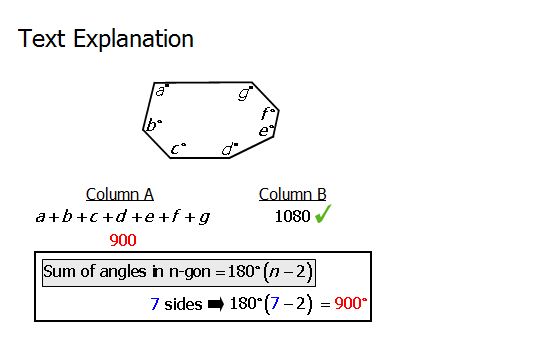 Text Explanation
a° g°
f°
b° e°
c° d°
Column A Column B
a+b+c+d+e+f+g 1080 ✓
900
Sum of angles in n-gon = 180°(n−2)
7 sides ➡ 180°(7−2) = 900°